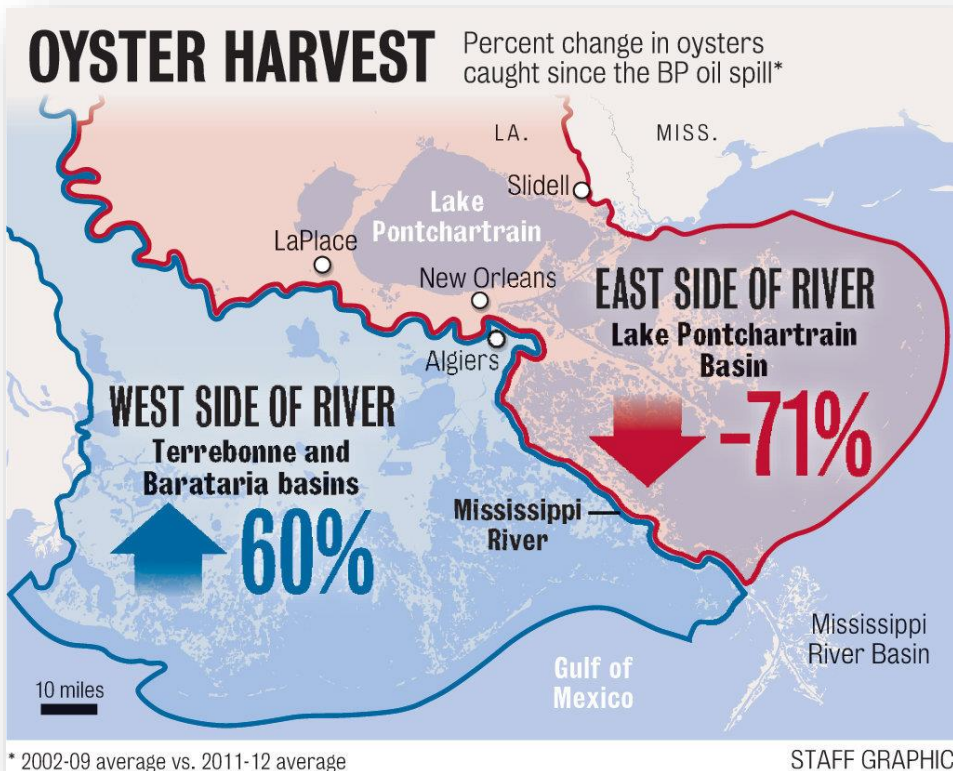 OYSTER HARVEST
Percent change in oysters
caught since the BP oil spill*
LA.
MISS.
Slidell
Lake
Pontchartrain
LaPlace
New Orleans
Algiers
EAST SIDE OF RIVER
Lake Pontchartrain
Basin
-71%
WEST SIDE OF RIVER
Terrebonne and
Barataria basins
60%
Mississippi
River
Mississippi
River Basin
Gulf of
Mexico
10 miles
* 2002-09 average vs. 2011-12 average
STAFF GRAPHIC